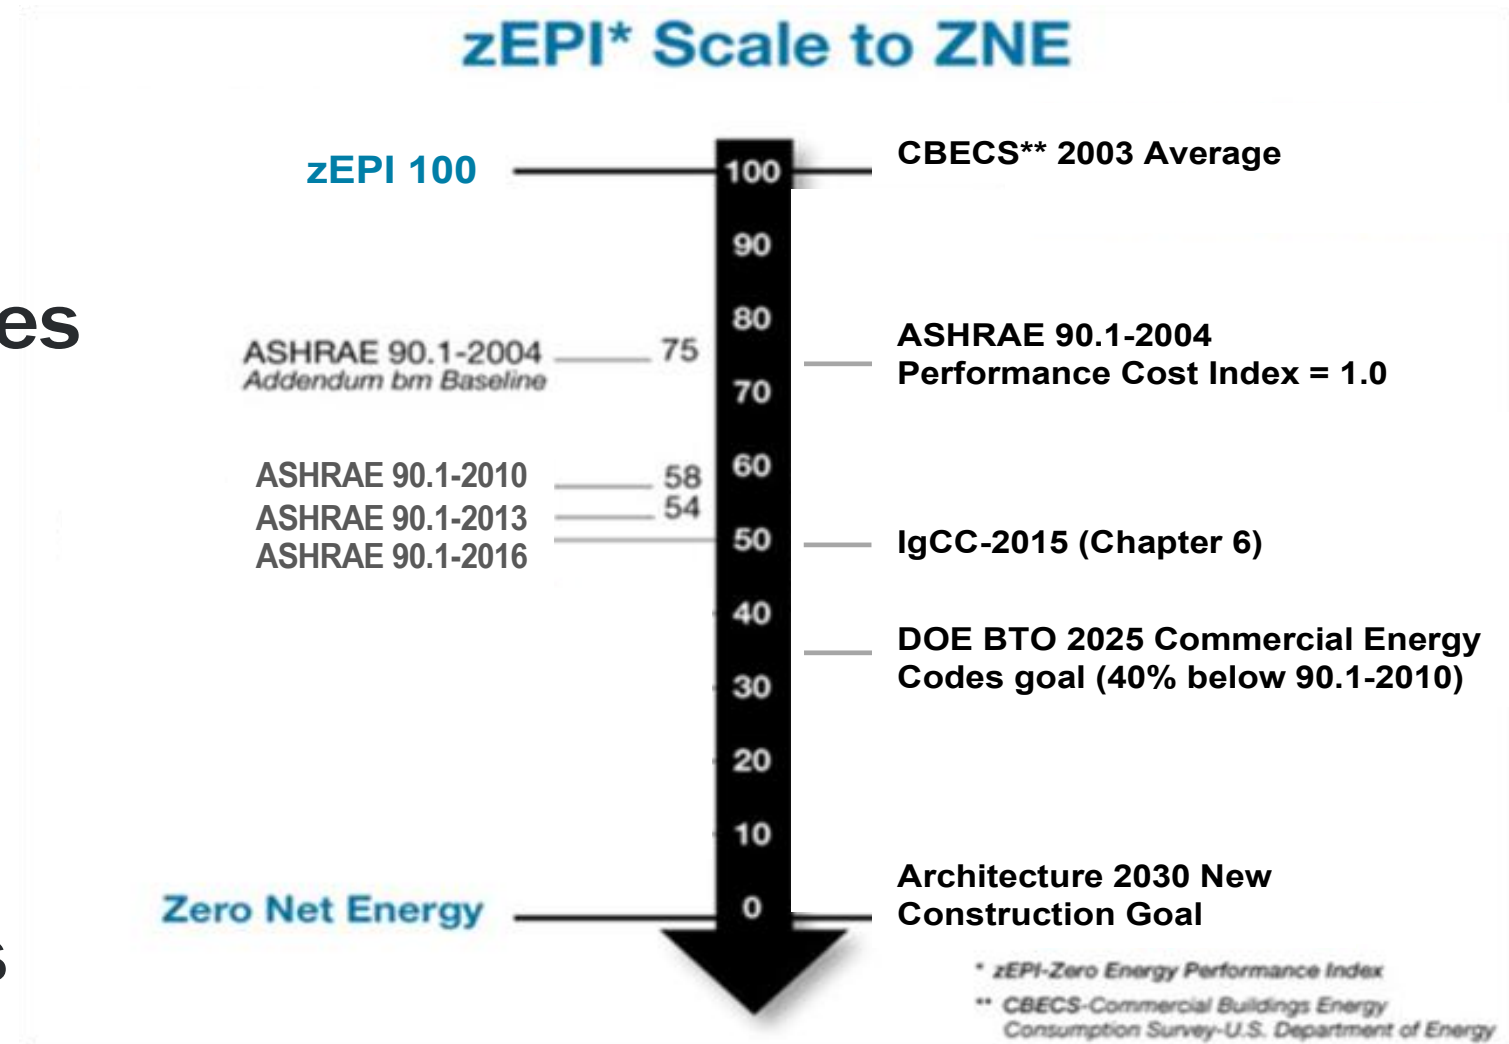 zEPI* Scale to ZNE
zEPI 100
100
CBECS** 2003 Average
90
es
80
ASHRAE 90.1-2004
75
Addendum bm Baseline
ASHRAE 90.1-2004
Performance Cost Index = 1.0
70
60
ASHRAE 90.1-2010
58
ASHRAE 90.1-2013
54
ASHRAE 90.1-2016
50
IgCC-2015 (Chapter 6)
40
DOE BTO 2025 Commercial Energy
Codes goal (40% below 90.1-2010)
30
20
10
Zero Net Energy
0
Architecture 2030 New
Construction Goal
s
* zEPI-Zero Energy Performance Index
** CBECS-Commercial Buildings Energy
Consumption Survey-U.S. Department of Energy